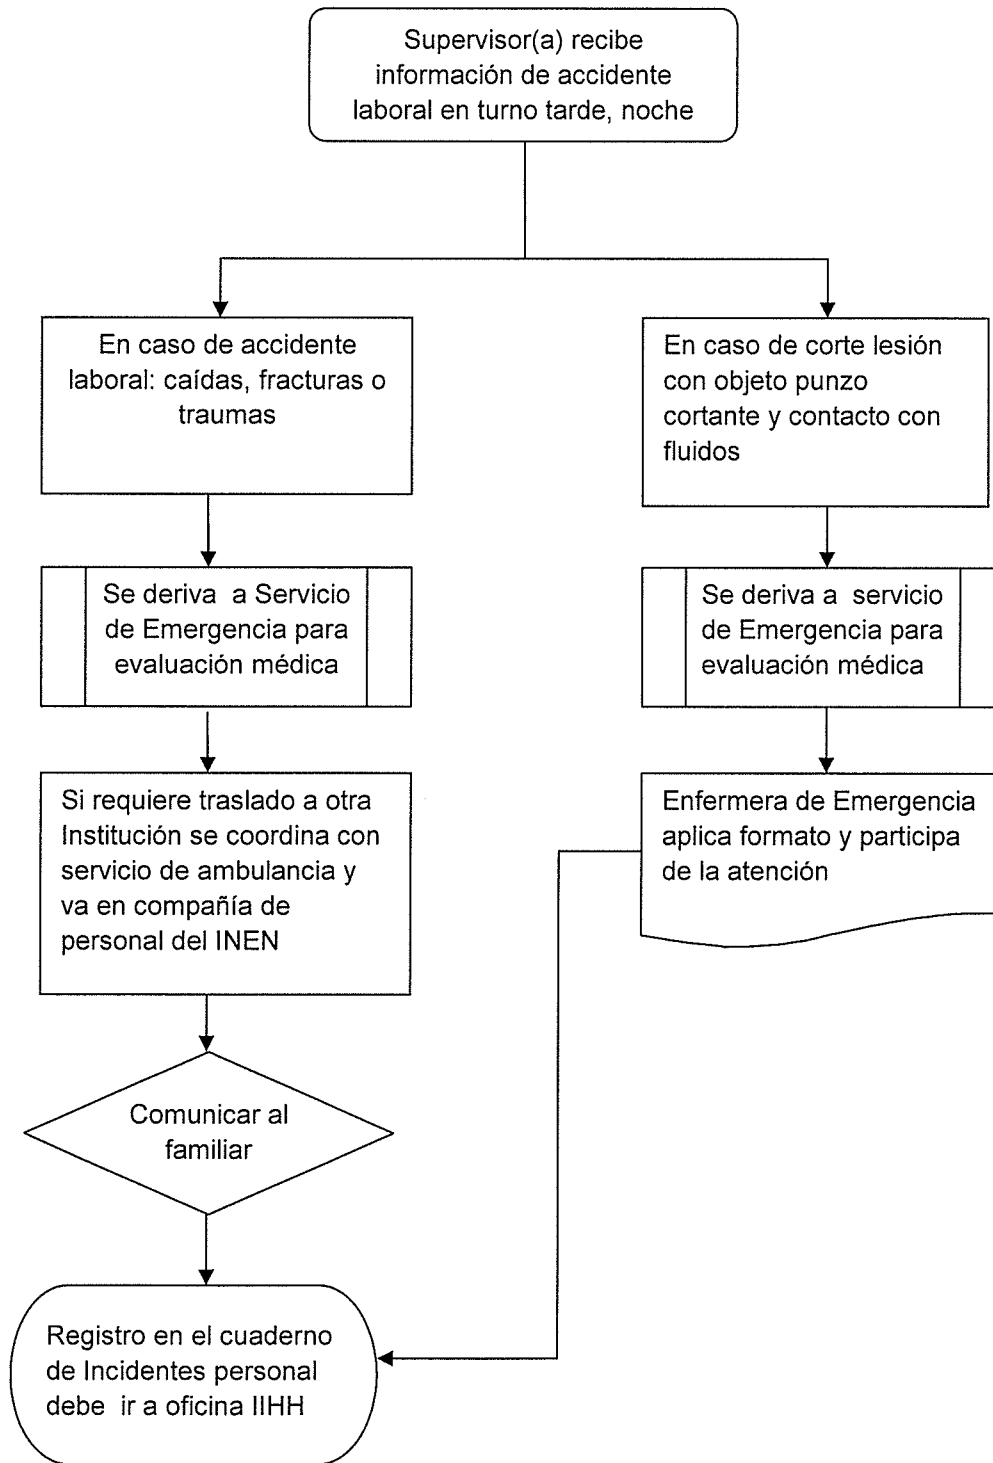 Supervisor(a) recibe
información de accidente
laboral en turno tarde, noche
En caso de accidente
laboral: caídas, fracturas o
traumas
En caso de corte lesión
con objeto punzo
cortante y contacto con
fluidos
Se deriva a Servicio
de Emergencia para
evaluación médica
Se deriva a servicio
de Emergencia para
evaluación médica
Si requiere traslado a otra
Institución se coordina con
servicio de ambulancia y
va en compañía de
personal del INEN
Enfermera de Emergencia
aplica formato y participa
de la atención
Comunicar al
familiar
Registro en el cuaderno
de Incidentes personal
debe ir a oficina IIHH